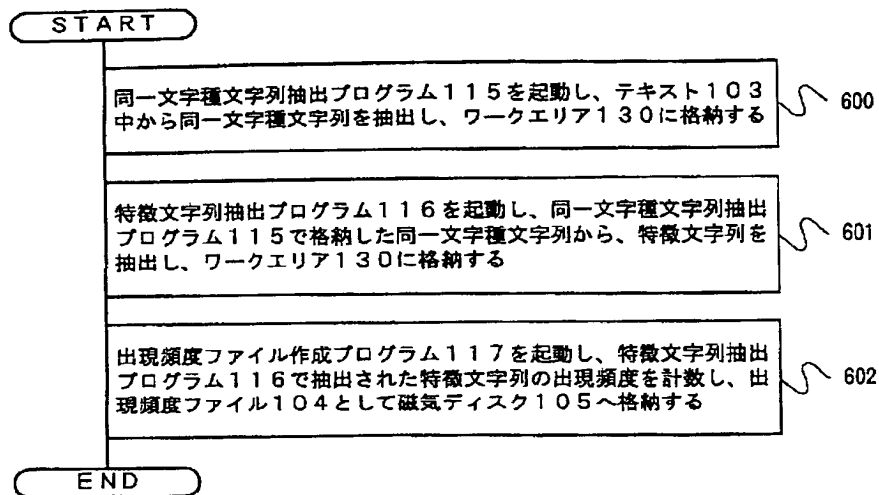 START
同一文字種文字列抽出プログラム115を起動し、テキスト103
中から同一文字種文字列を抽出し、ワークエリア130に格納する
600
特徴文字列抽出プログラム116を起動し、同一文字種文字列抽出
プログラム115で格納した同一文字種文字列から、特徴文字列を
抽出し、ワークエリア130に格納する
601
出現頻度ファイル作成プログラム117を起動し、特徴文字列抽出
プログラム116で抽出された特徴文字列の出現頻度を計数し、出
現頻度ファイル104として磁気ディスク105へ格納する
602
END